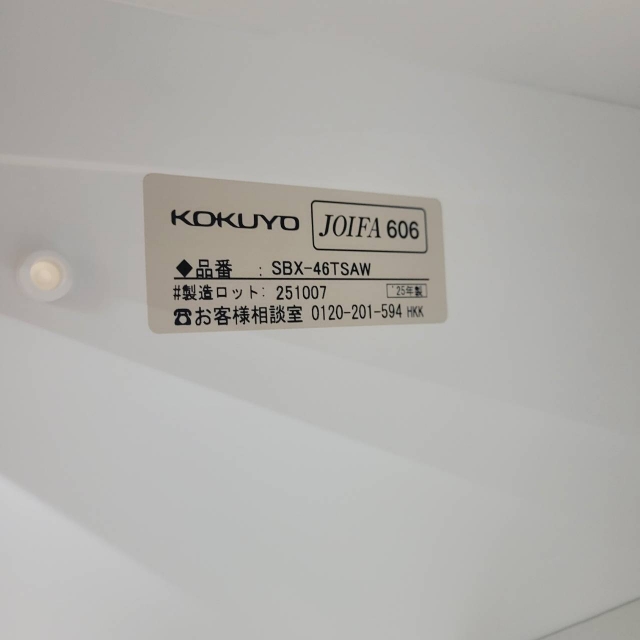 KOKUYO JOIFA 606
◆品番 : SBX-46TSAW
#製造ロット: 251007 '25年製
☎お客様相談室 0120-201-594 HKK